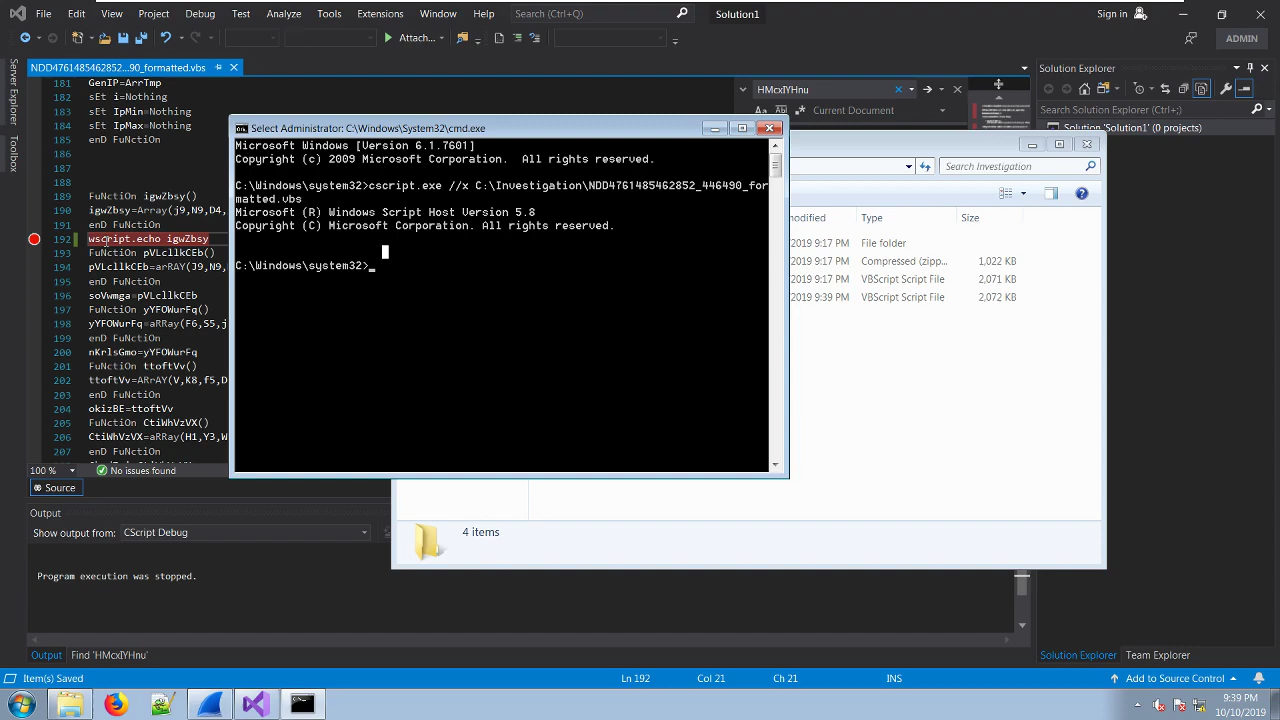 File Edit View Project Debug Test Analyze Tools Extensions Window Help Search (Ctrl+Q) Solution1 Sign in
Attach... ADMIN
NDD4761485462852...90_formatted.vbs
Server Explorer
Toolbox
181 GenIP=ArrTmp
182 sEt i=Nothing
183 sEt IpMin=Nothing
184 sEt IpMax=Nothing
185 enD FuNctiOn
186
187
188
189 FuNctiOn igwZbsy()
190 igwZbsy=Array(j9,N9,D4,
191 enD FuNctiOn
192 wscript.echo igwZbsy
193 FuNctiOn pVLcllkCEb()
194 pVLcllkCEb=arRAY(J9,N9,
195 enD FuNctiOn
196 soVwmga=pVLcllkCEb
197 FuNctiOn yYFOWurFq()
198 yYFOWurFq=aRRay(F6,S5,j
199 enD FuNctiOn
200 nKrlsGmo=yYFOWurFq
201 FuNctiOn ttoftVv()
202 ttoftVv=ARrAY(V,K8,f5,D
203 enD FuNctiOn
204 okizBE=ttoftVv
205 FuNctiOn CtiWhVzVX()
206 CtiWhVzVX=aRRay(H1,Y3,W
207 enD FuNctiOn
HMcxIYHnu
Aa Current Document
Select Administrator: C:\Windows\System32\cmd.exe
Microsoft Windows [Version 6.1.7601]
Copyright (c) 2009 Microsoft Corporation. All rights reserved.
C:\Windows\system32>cscript.exe //x C:\Investigation\NDD4761485462852_446490_for
matted.vbs
Microsoft (R) Windows Script Host Version 5.8
Copyright (C) Microsoft Corporation. All rights reserved.
C:\Windows\system32>_
Search Investigation
modified Type Size
2019 9:17 PM File folder
2019 9:17 PM Compressed (zipp... 1,022 KB
2019 9:17 PM VBScript Script File 2,071 KB
2019 9:39 PM VBScript Script File 2,072 KB
4 items
Solution Explorer
Search Solution Explorer (Ctrl+;)
Solution 'Solution1' (0 projects)
100 % No issues found
Source
Output
Show output from: CScript Debug
Program execution was stopped.
Output Find 'HMcxIYHnu' Solution Explorer Team Explorer
Item(s) Saved Ln 192 Col 21 Ch 21 INS Add to Source Control
9:39 PM
10/10/2019